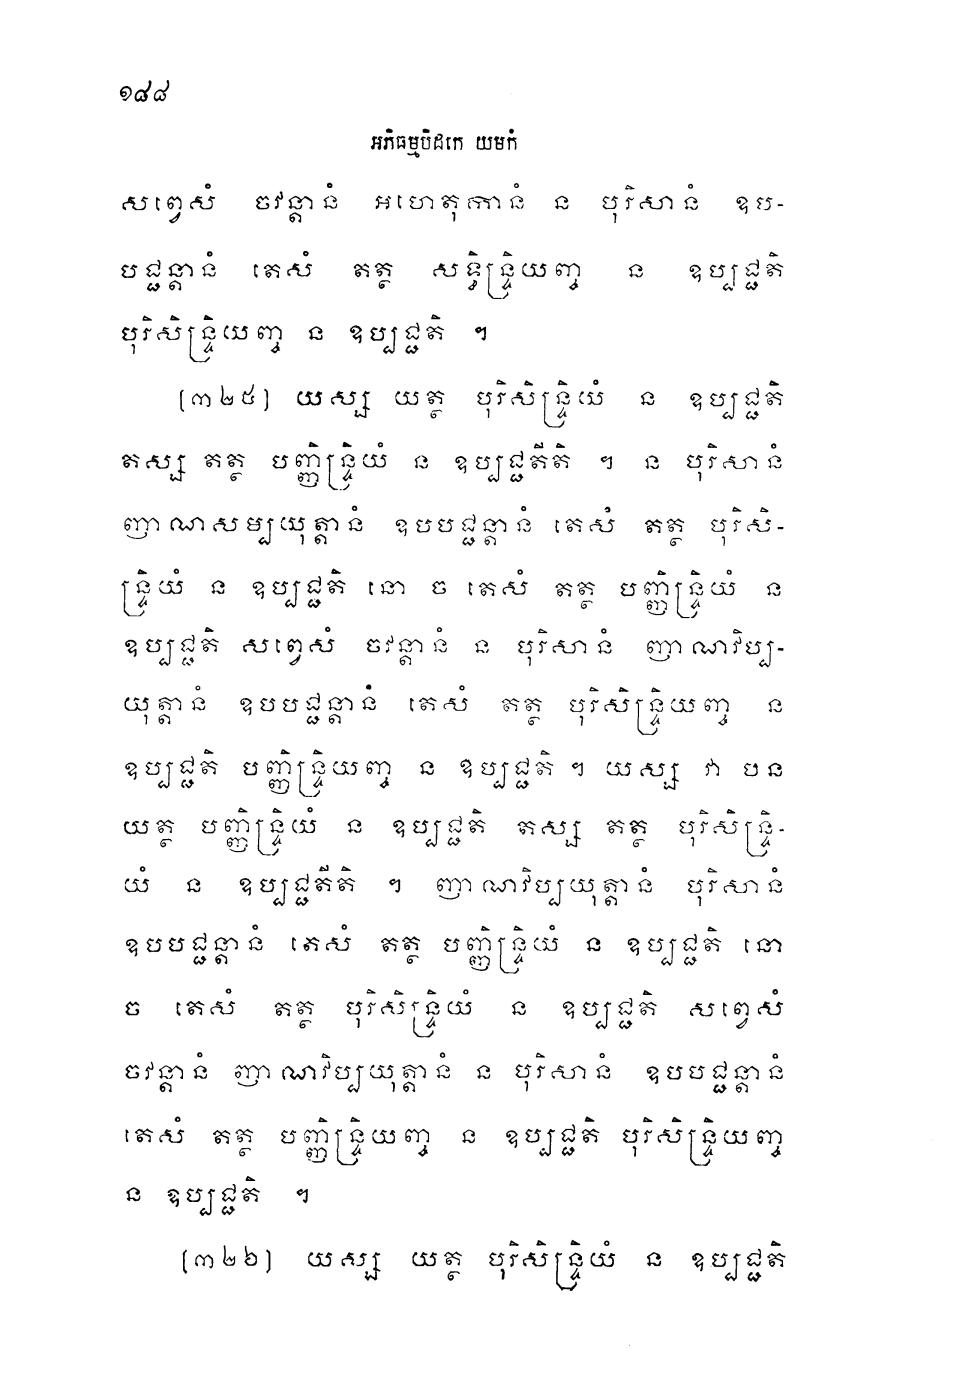 ១៨៨
អភិធម្មបិដកេ យមកំ
សព្វេសំ ចវន្តានំ អហេតុកានំ ន បុរិសានំ ឧប-
បជ្ជន្តានំ តេសំ តត្ថ សទ្ធិន្ទ្រិយញ្ច ន ឧប្បជ្ជតិ
បុរិសិន្ទ្រិយញ្ច ន ឧប្បជ្ជតិ ។
[៣២៥] យស្ស យត្ថ បុរិសិន្ទ្រិយំ ន ឧប្បជ្ជតិ
តស្ស តត្ថ បញ្ញិន្ទ្រិយំ ន ឧប្បជ្ជតីតិ ។ ន បុរិសានំ
ញាណសម្បយុត្តានំ ឧបបជ្ជន្តានំ តេសំ តត្ថ បុរិសិ-
ន្ទ្រិយំ ន ឧប្បជ្ជតិ នោ ច តេសំ តត្ថ បញ្ញិន្ទ្រិយំ ន
ឧប្បជ្ជតិ សព្វេសំ ចវន្តានំ ន បុរិសានំ ញាណវិប្ប-
យុត្តានំ ឧបបជ្ជន្តានំ តេសំ តត្ថ បុរិសិន្ទ្រិយញ្ច ន
ឧប្បជ្ជតិ បញ្ញិន្ទ្រិយញ្ច ន ឧប្បជ្ជតិ ។ យស្ស វា បន
យត្ថ បញ្ញិន្ទ្រិយំ ន ឧប្បជ្ជតិ តស្ស តត្ថ បុរិសិន្ទ្រិ-
យំ ន ឧប្បជ្ជតីតិ ។ ញាណវិប្បយុត្តានំ បុរិសានំ
ឧបបជ្ជន្តានំ តេសំ តត្ថ បញ្ញិន្ទ្រិយំ ន ឧប្បជ្ជតិ នោ
ច តេសំ តត្ថ បុរិសិន្ទ្រិយំ ន ឧប្បជ្ជតិ សព្វេសំ
ចវន្តានំ ញាណវិប្បយុត្តានំ ន បុរិសានំ ឧបបជ្ជន្តានំ
តេសំ តត្ថ បញ្ញិន្ទ្រិយញ្ច ន ឧប្បជ្ជតិ បុរិសិន្ទ្រិយញ្ច
ន ឧប្បជ្ជតិ ។
[៣២៦] យស្ស យត្ថ បុរិសិន្ទ្រិយំ ន ឧប្បជ្ជតិ